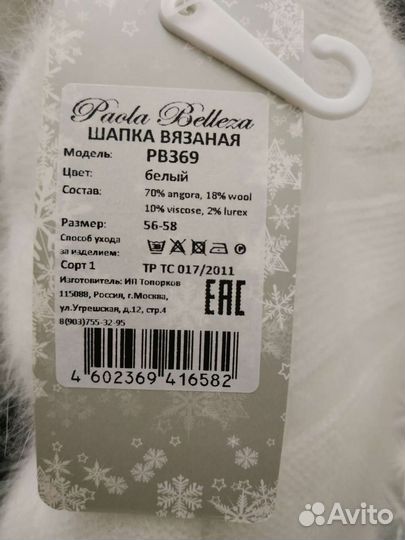 Paola Belleza
ШАПКА ВЯЗАНАЯ
Модель: PB369
Цвет: белый
Состав: 70% angora, 18% wool
10% viscose, 2% lurex
Размер: 56-58
Способ ухода
за изделием:
Сорт 1 ТР ТС 017/2011
Изготовитель: ИП Топорков
115088, Россия, г.Москва,
ул.Угрешская, д.12, стр.4
8(903)755-32-95
EAC
4 602369 416582
Avito